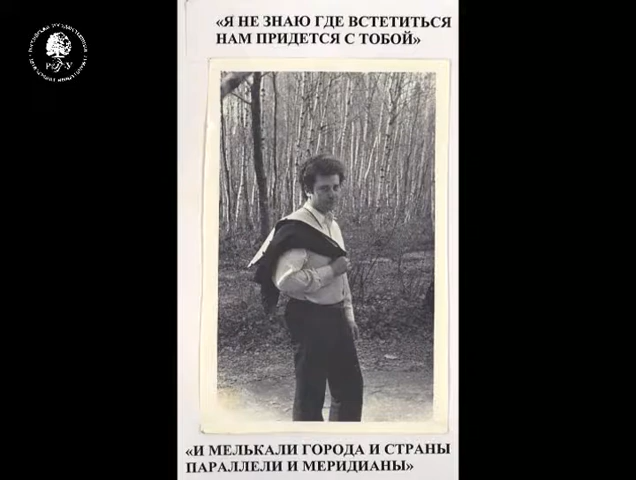 «Я НЕ ЗНАЮ ГДЕ ВСТЕТИТЬСЯ
НАМ ПРИДЕТСЯ С ТОБОЙ»
«И МЕЛЬКАЛИ ГОРОДА И СТРАНЫ
ПАРАЛЛЕЛИ И МЕРИДИАНЫ»